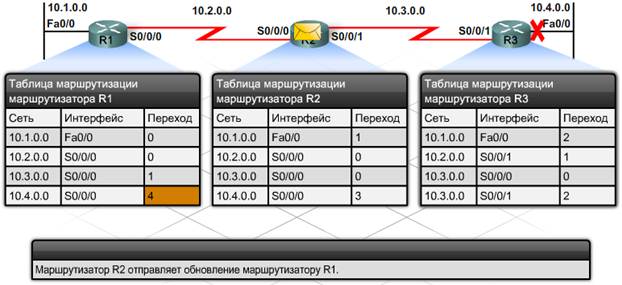 10.1.0.0 10.2.0.0 10.3.0.0 10.4.0.0
Fa0/0 S0/0/0 S0/0/0 S0/0/1 S0/0/1 Fa0/0
R1 R3
Таблица маршрутизации
маршрутизатора R1
Сеть Интерфейс Переход
10.1.0.0 Fa0/0 0
10.2.0.0 S0/0/0 0
10.3.0.0 S0/0/0 1
10.4.0.0 S0/0/0 4
Таблица маршрутизации
маршрутизатора R2
Сеть Интерфейс Переход
10.1.0.0 Fa0/0 1
10.2.0.0 S0/0/0 0
10.3.0.0 S0/0/0 0
10.4.0.0 S0/0/0 3
Таблица маршрутизации
маршрутизатора R3
Сеть Интерфейс Переход
10.1.0.0 Fa0/0 2
10.2.0.0 S0/0/1 1
10.3.0.0 S0/0/0 0
10.3.0.0 S0/0/1 2
Маршрутизатор R2 отправляет обновление маршрутизатору R1.